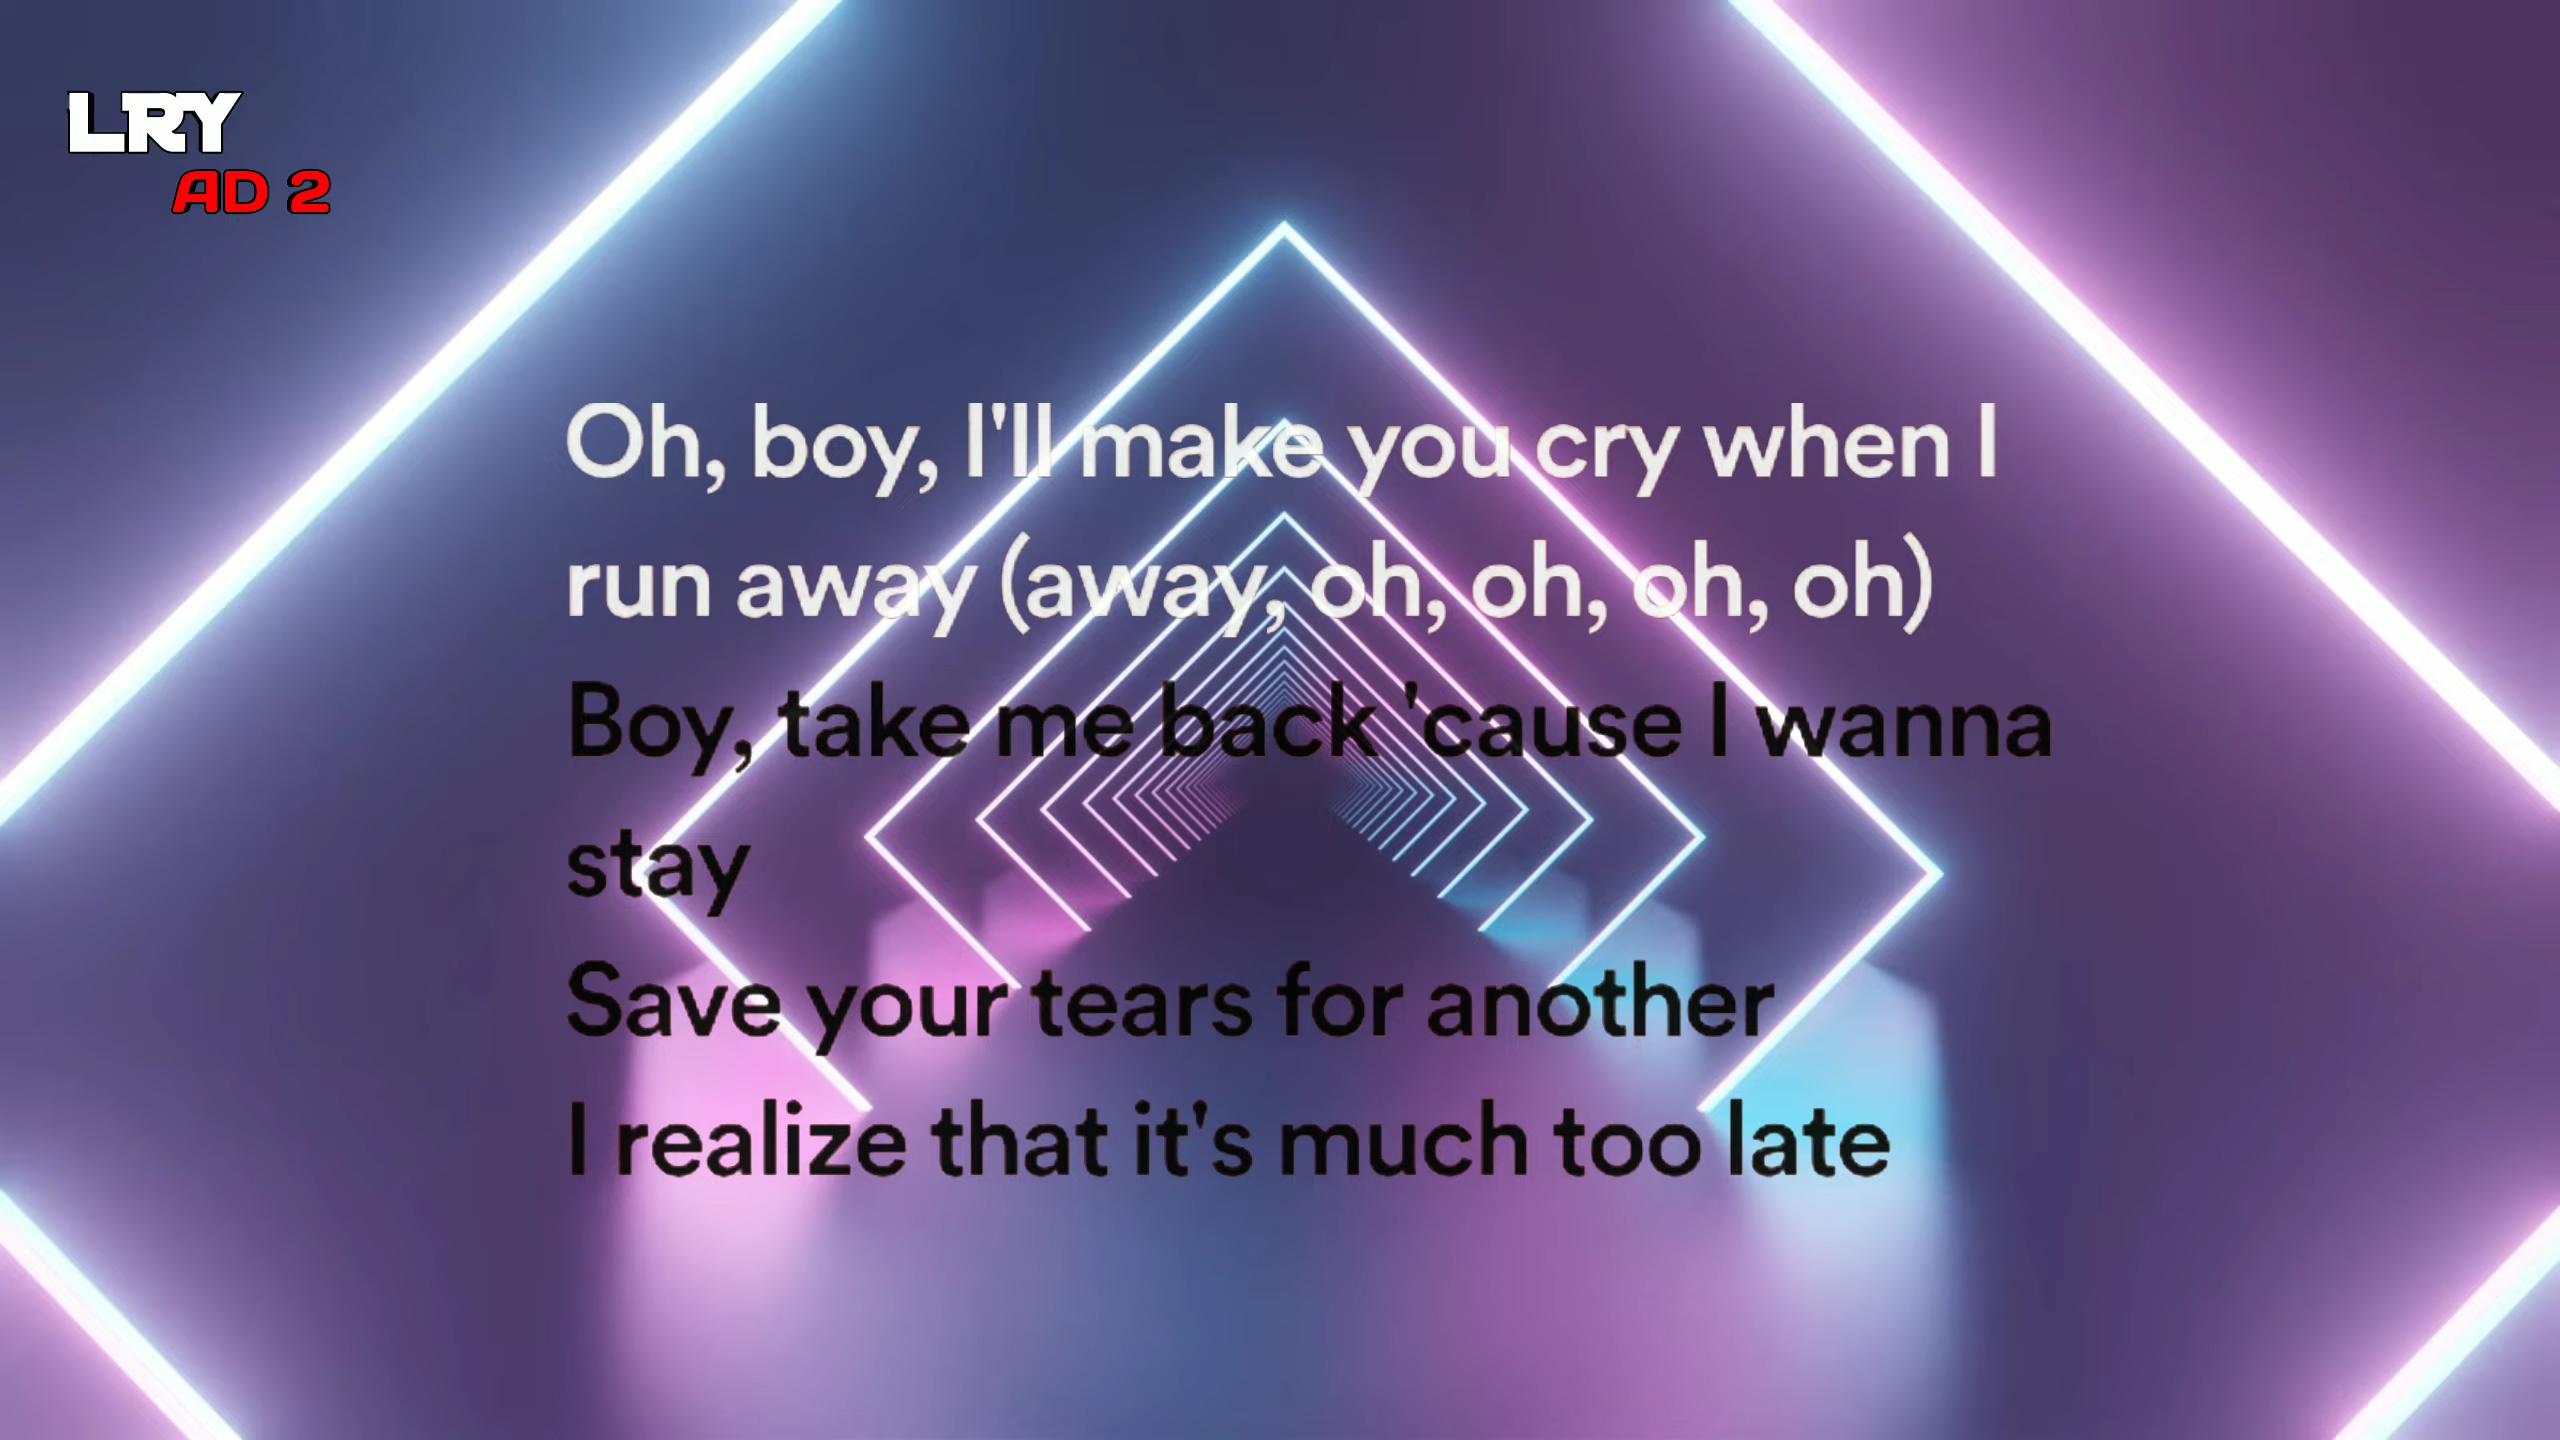 LRY
AD 2
Oh, boy, I'll make you cry when I
run away (away, oh, oh, oh, oh)
Boy, take me back 'cause I wanna
stay
Save your tears for another
I realize that it's much too late